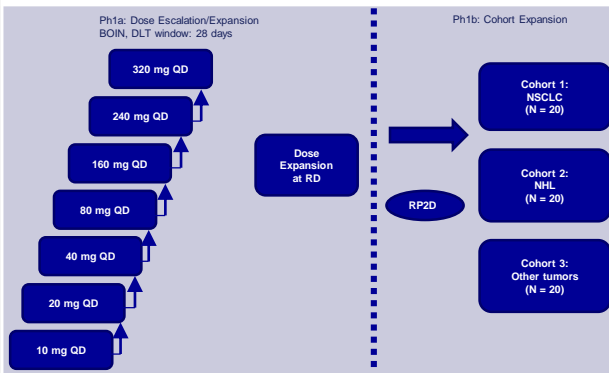 Ph1a: Dose Escalation/Expansion
BOIN, DLT window: 28 days
320 mg QD
240 mg QD
160 mg QD
80 mg QD
40 mg QD
20 mg QD
10 mg QD
Dose
Expansion
at RD
Ph1b: Cohort Expansion
RP2D
Cohort 1:
NSCLC
(N = 20)
Cohort 2:
NHL
(N = 20)
Cohort 3:
Other tumors
(N = 20)